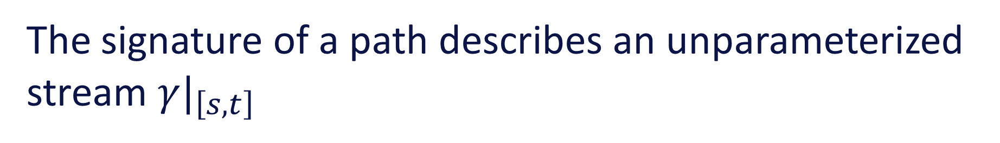 The signature of a path describes an unparameterized
stream γ|[s,t]